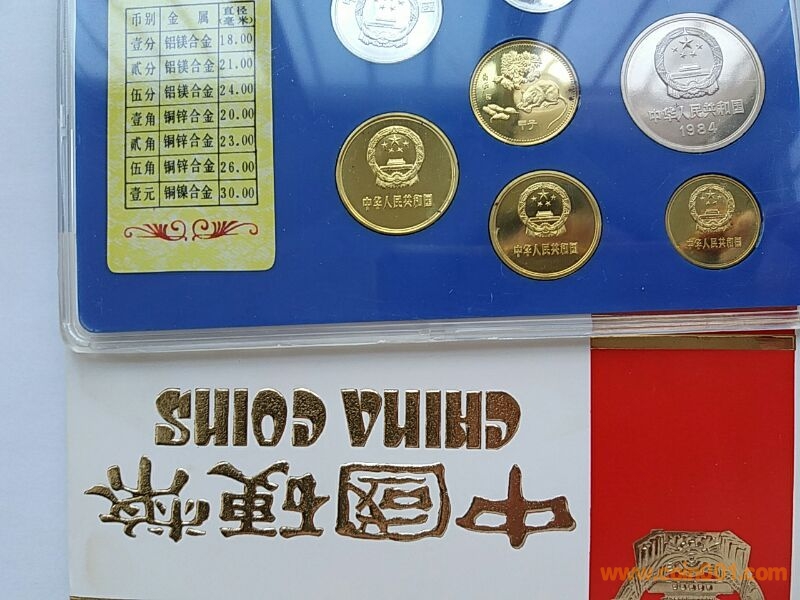 币别 金属 直径(毫米)
壹分 铝镁合金 18.00
贰分 铝镁合金 21.00
伍分 铝镁合金 24.00
壹角 铜锌合金 20.00
贰角 铜锌合金 23.00
伍角 铜锌合金 26.00
壹元 铜镍合金 30.00
甲子
中华人民共和国
1984
中华人民共和国
中华人民共和国
中华人民共和国
CHINA COINS
中國硬幣